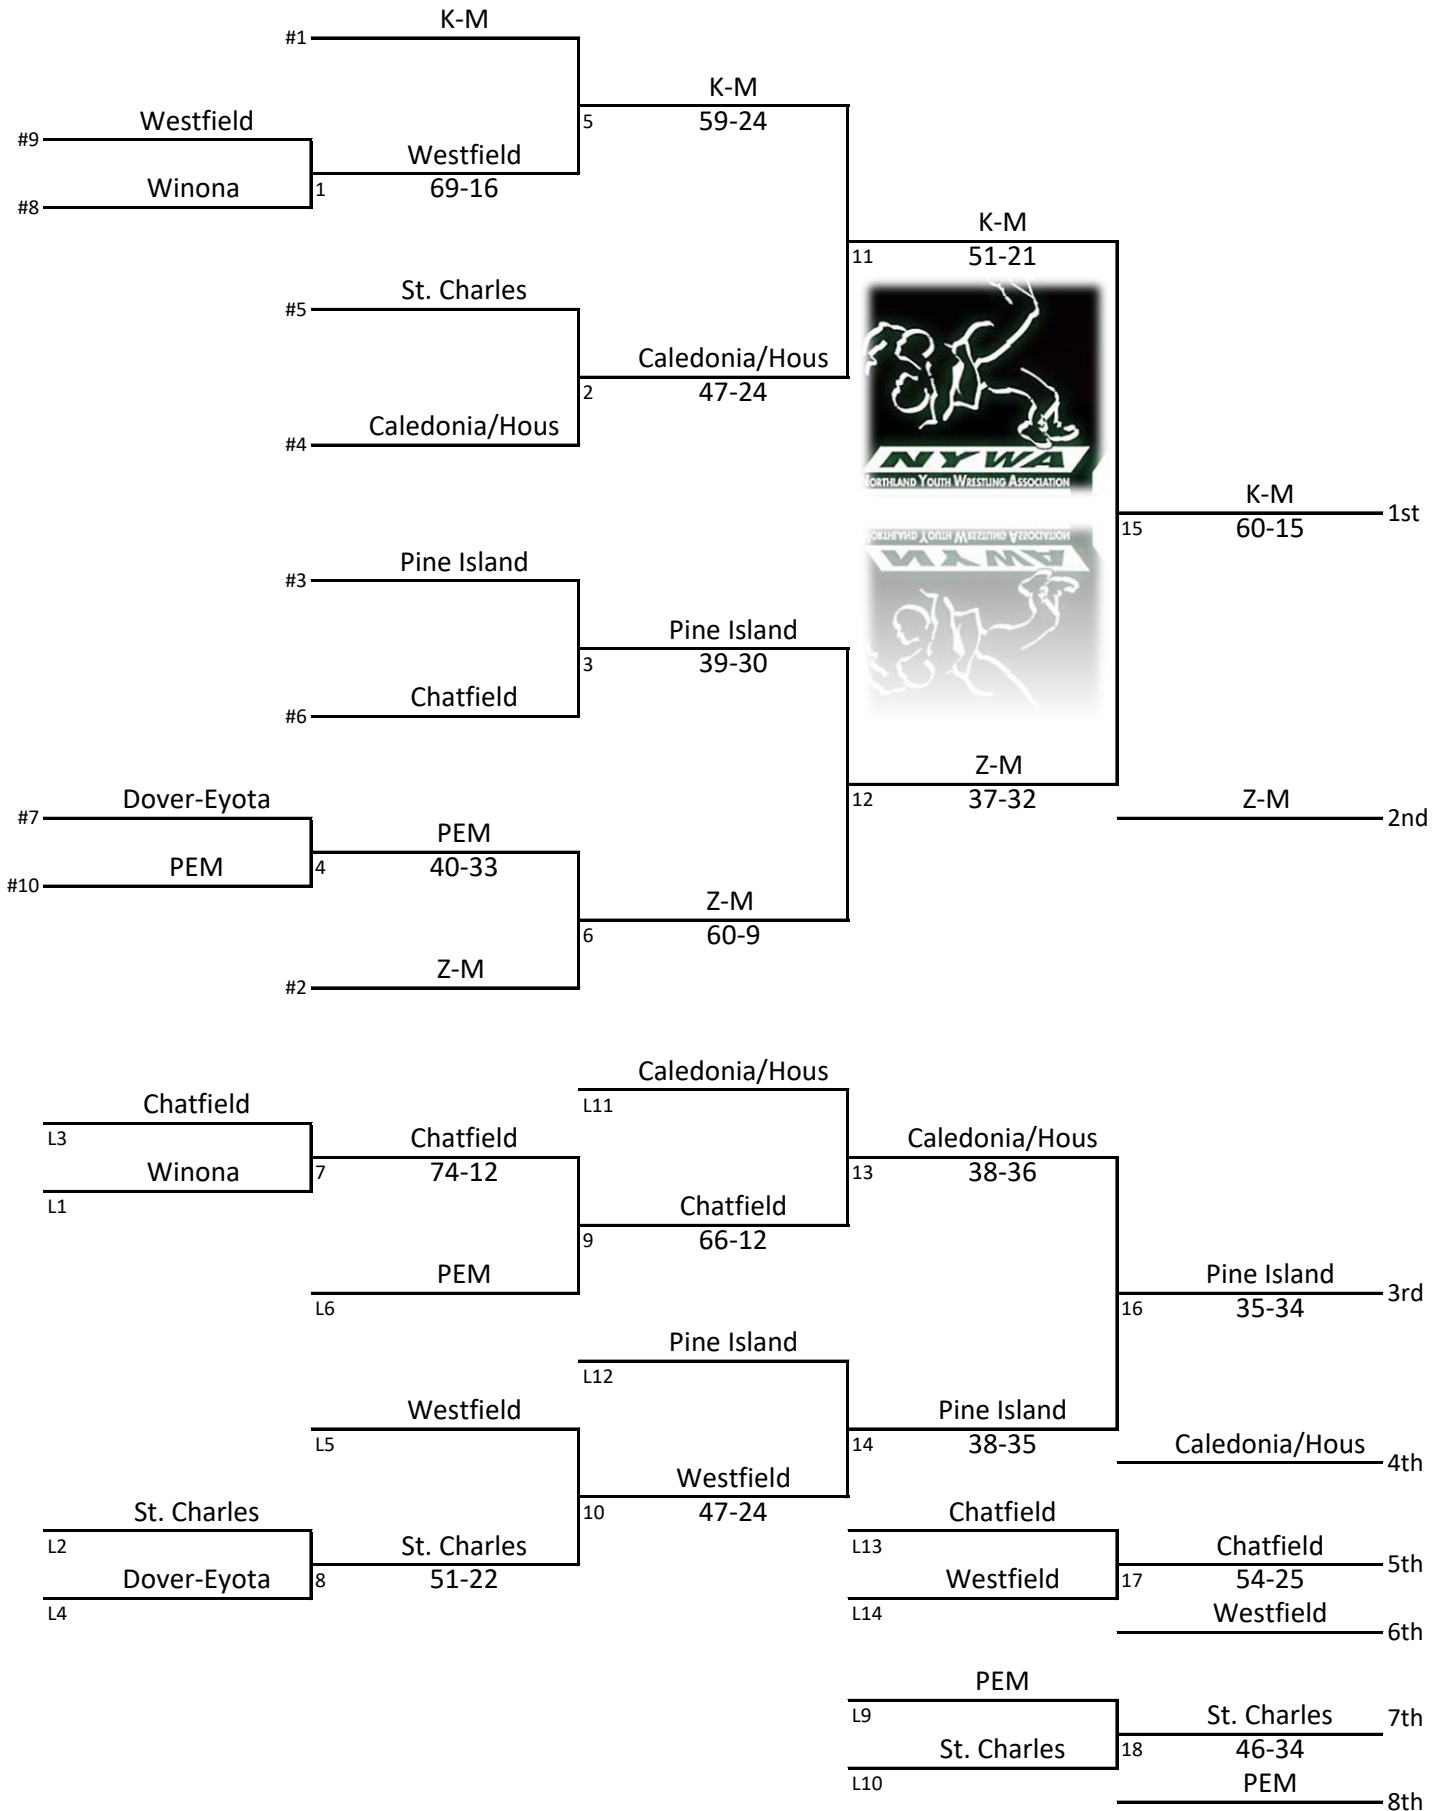 K-M
#1
K-M
59-24
5
Westfield
#9
Westfield
69-16
1
Winona
#8
K-M
51-21
11
St. Charles
#5
Caledonia/Hous
47-24
2
Caledonia/Hous
#4
NYWA
NORTHLAND YOUTH WRESTLING ASSOCIATION
K-M
60-15
15
1st
Pine Island
#3
Pine Island
39-30
3
Chatfield
#6
Z-M
37-32
12
Z-M
2nd
Dover-Eyota
#7
PEM
40-33
4
PEM
#10
Z-M
60-9
6
Z-M
#2
Caledonia/Hous
L11
Chatfield
L3
Chatfield
74-12
7
Winona
L1
Caledonia/Hous
38-36
13
Chatfield
66-12
9
PEM
L6
Pine Island
35-34
16
3rd
Pine Island
L12
Westfield
L5
Pine Island
38-35
14
Caledonia/Hous
4th
Westfield
47-24
10
St. Charles
L2
St. Charles
51-22
8
Dover-Eyota
L4
Chatfield
L13
Chatfield
54-25
17
5th
Westfield
L14
Westfield
6th
PEM
L9
St. Charles
46-34
18
7th
St. Charles
L10
PEM
8th